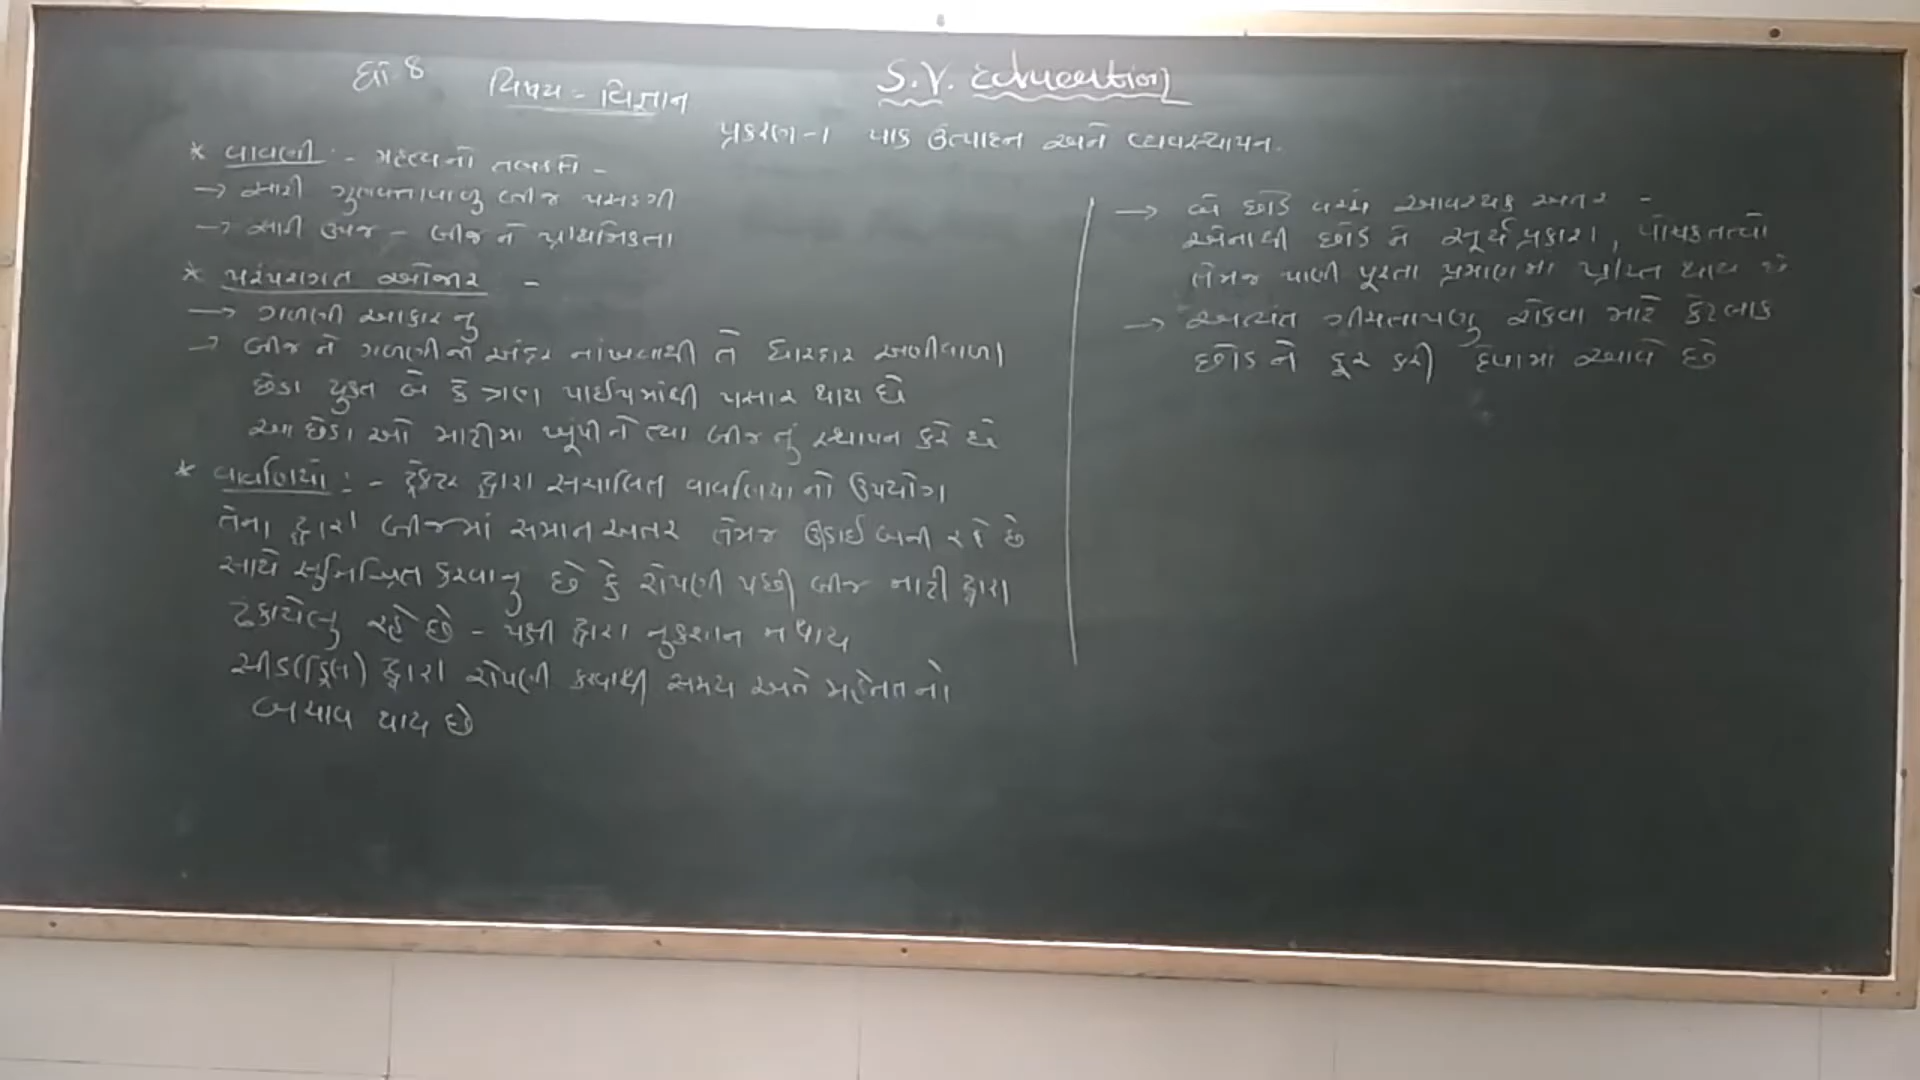 ધો 8
વિષય - વિજ્ઞાન
S.V. Education
પ્રકરણ-1 પાક ઉત્પાદન અને વ્યવસ્થાપન.
* વાવણી :- મહત્વનો તબક્કો -
→ સારી ગુણવત્તાવાળુ બીજ પસંદગી
→ સારી ઉપજ - બીજ ને પ્રાથમિકતા
* પરંપરાગત ઓજાર -
→ ગળણી આકાર નુ
→ બીજ ને ગળણીની અંદર નાંખવાથી તે ધારદાર અણીવાળા
છેડા યુક્ત બે કે ત્રણ પાઈપમાંથી પસાર થાય છે
આ છેડા ઓ માટીમા ખૂંપીને ત્યા બીજ નું સ્થાપન કરે છે
* વાવણિયો :- ટ્રેક્ટર દ્વારા સંચાલિત વાવણિયા નો ઉપયોગ
તેના દ્વારા બીજમાં સમાન અતર તેમજ ઊંડાઈ બની રહે છે
સાથે સુનિશ્ચિત કરવાનુ છે કે રોપણી પછી બીજ માટી દ્વારા
ઢંકાયેલુ રહે છે - પક્ષી દ્વારા નુકશાન ન થાય
સીડ(ડ્રિલ) દ્વારા રોપણી કરવાથી સમય અને મહેનત નો
બચાવ થાય છે
→ બે છોડ વચ્ચે આવશ્યક અતર -
એનાથી છોડ ને સૂર્યપ્રકાશ, પોષકતત્વો
તેમજ પાણી પૂરતા પ્રમાણમા પ્રાપ્ત થાય છે
→ અત્યંત ગીચતાપણુ રોકવા માટે કેટલાક
છોડ ને દૂર કરી દેવામાં આવે છે